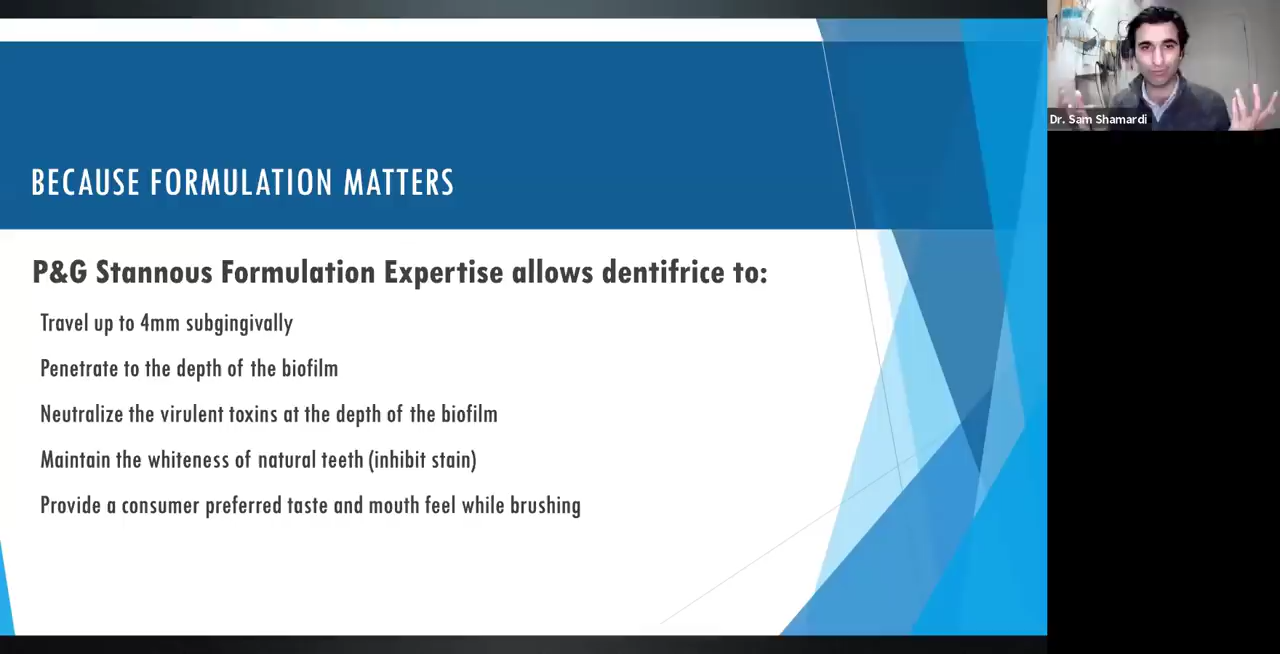 BECAUSE FORMULATION MATTERS
P&G Stannous Formulation Expertise allows dentifrice to:
Travel up to 4mm subgingivally
Penetrate to the depth of the biofilm
Neutralize the virulent toxins at the depth of the biofilm
Maintain the whiteness of natural teeth (inhibit stain)
Provide a consumer preferred taste and mouth feel while brushing
Dr. Sam Shamardi